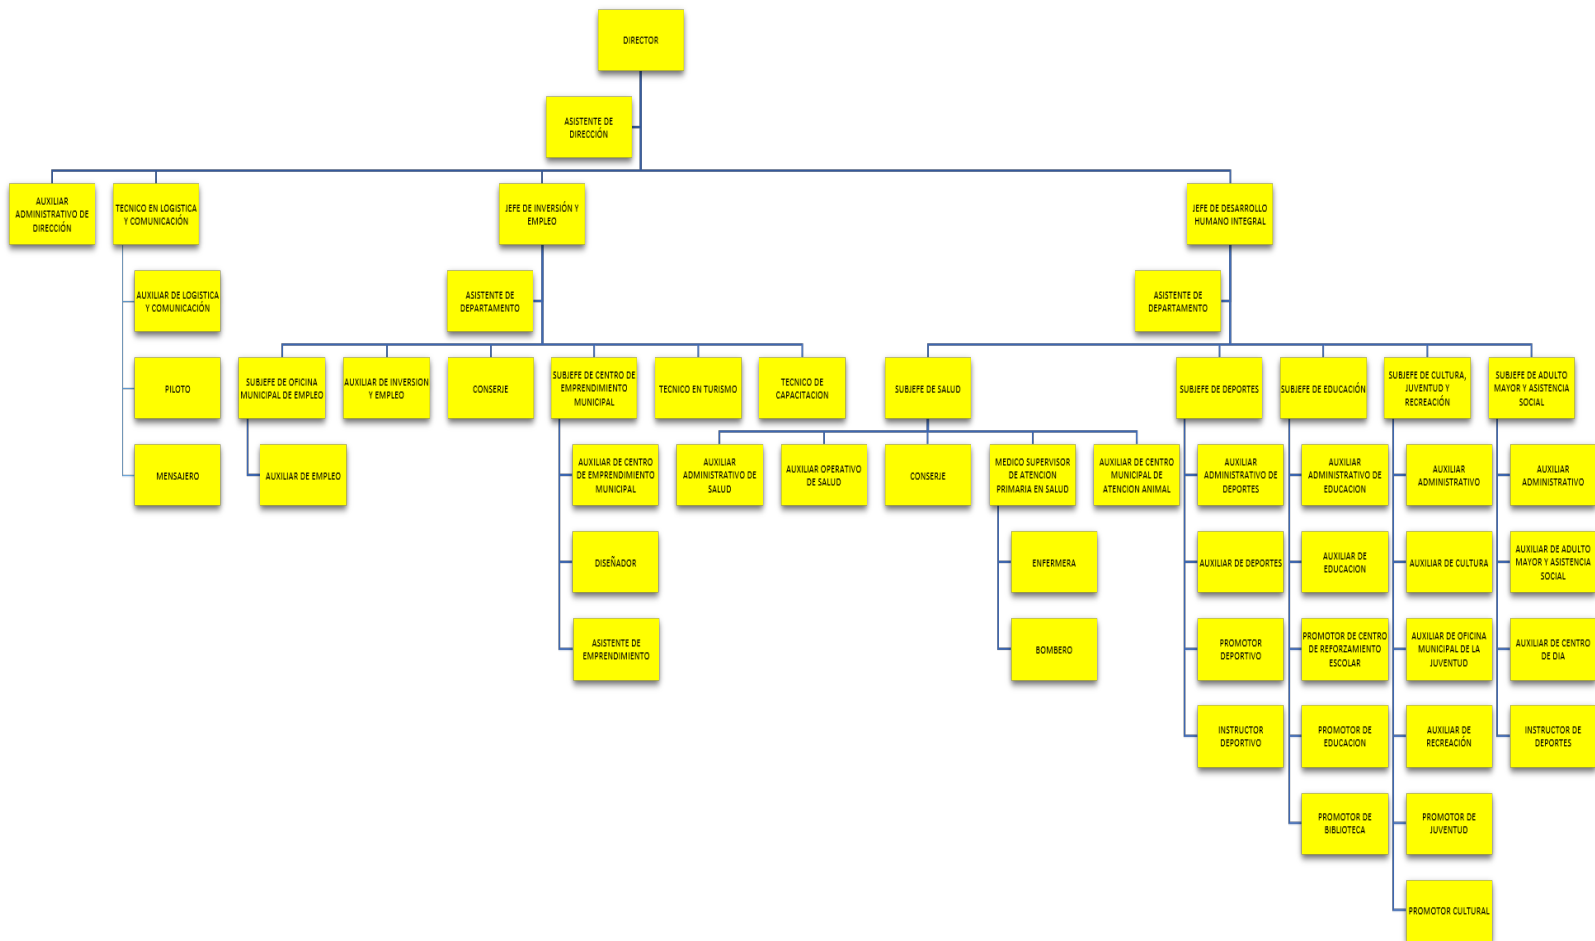 DIRECTOR
ASISTENTE DE
DIRECCIÓN
AUXILIAR
ADMINISTRATIVO DE
DIRECCIÓN
TECNICO EN LOGISTICA
Y COMUNICACIÓN
JEFE DE INVERSIÓN Y
EMPLEO
JEFE DE DESARROLLO
HUMANO INTEGRAL
AUXILIAR DE LOGISTICA
Y COMUNICACIÓN
ASISTENTE DE
DEPARTAMENTO
ASISTENTE DE
DEPARTAMENTO
PILOTO
SUBJEFE DE OFICINA
MUNICIPAL DE EMPLEO
AUXILIAR DE INVERSION
Y EMPLEO
CONSERJE
SUBJEFE DE CENTRO DE
EMPRENDIMIENTO
MUNICIPAL
TECNICO EN TURISMO
TECNICO DE
CAPACITACION
SUBJEFE DE SALUD
SUBJEFE DE DEPORTES
SUBJEFE DE EDUCACIÓN
SUBJEFE DE CULTURA,
JUVENTUD Y
RECREACIÓN
SUBJEFE DE ADULTO
MAYOR Y ASISTENCIA
SOCIAL
MENSAJERO
AUXILIAR DE EMPLEO
AUXILIAR DE CENTRO
DE EMPRENDIMIENTO
MUNICIPAL
AUXILIAR
ADMINISTRATIVO DE
SALUD
AUXILIAR OPERATIVO
DE SALUD
CONSERJE
MEDICO SUPERVISOR
DE ATENCION
PRIMARIA EN SALUD
AUXILIAR DE CENTRO
MUNICIPAL DE
ATENCION ANIMAL
AUXILIAR
ADMINISTRATIVO DE
DEPORTES
AUXILIAR
ADMINISTRATIVO DE
EDUCACION
AUXILIAR
ADMINISTRATIVO
AUXILIAR
ADMINISTRATIVO
DISEÑADOR
ENFERMERA
AUXILIAR DE DEPORTES
AUXILIAR DE
EDUCACION
AUXILIAR DE CULTURA
AUXILIAR DE ADULTO
MAYOR Y ASISTENCIA
SOCIAL
ASISTENTE DE
EMPRENDIMIENTO
BOMBERO
PROMOTOR
DEPORTIVO
PROMOTOR DE CENTRO
DE REFORZAMIENTO
ESCOLAR
AUXILIAR DE OFICINA
MUNICIPAL DE LA
JUVENTUD
AUXILIAR DE CENTRO
DE DIA
INSTRUCTOR
DEPORTIVO
PROMOTOR DE
EDUCACION
AUXILIAR DE
RECREACIÓN
INSTRUCTOR DE
DEPORTES
PROMOTOR DE
BIBLIOTECA
PROMOTOR DE
JUVENTUD
PROMOTOR CULTURAL